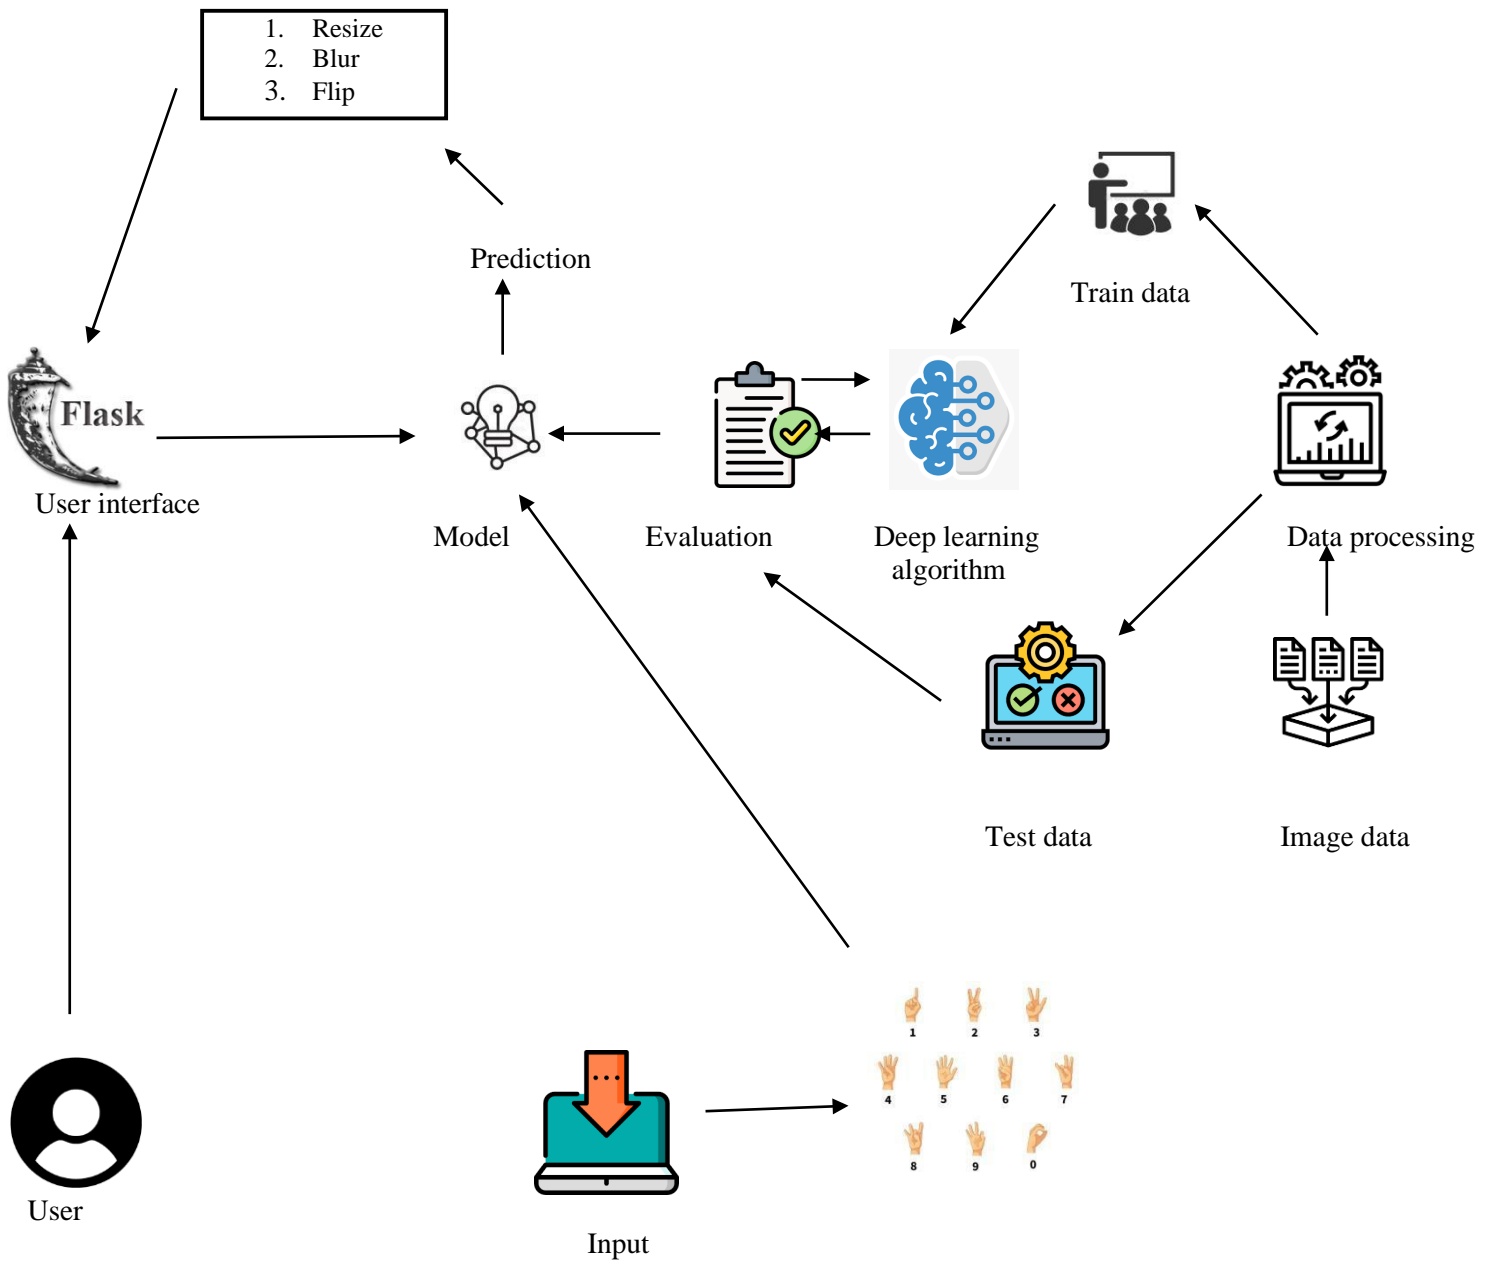 1. Resize
2. Blur
3. Flip
Prediction
Train data
Flask
User interface
Model
Evaluation
Deep learning
algorithm
Data processing
Test data
Image data
1 2 3
4 5 6 7
8 9 0
User
Input